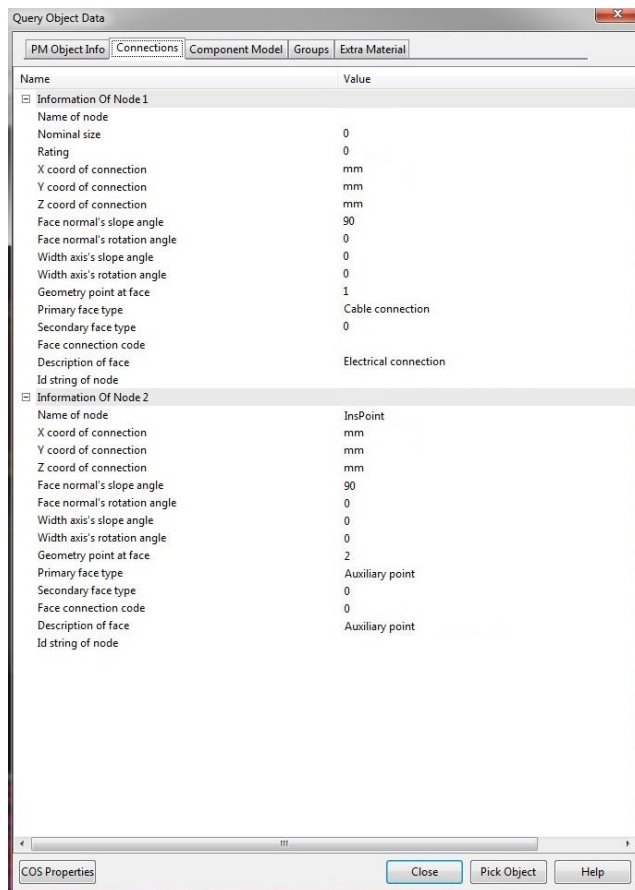 Query Object Data
PM Object Info Connections Component Model Groups Extra Material
Name Value
Information Of Node 1
Name of node
Nominal size 0
Rating 0
X coord of connection mm
Y coord of connection mm
Z coord of connection mm
Face normal's slope angle 90
Face normal's rotation angle 0
Width axis's slope angle 0
Width axis's rotation angle 0
Geometry point at face 1
Primary face type Cable connection
Secondary face type 0
Face connection code
Description of face Electrical connection
Id string of node
Information Of Node 2
Name of node InsPoint
X coord of connection mm
Y coord of connection mm
Z coord of connection mm
Face normal's slope angle 90
Face normal's rotation angle 0
Width axis's slope angle 0
Width axis's rotation angle 0
Geometry point at face 2
Primary face type Auxiliary point
Secondary face type 0
Face connection code 0
Description of face Auxiliary point
Id string of node
COS Properties Close Pick Object Help